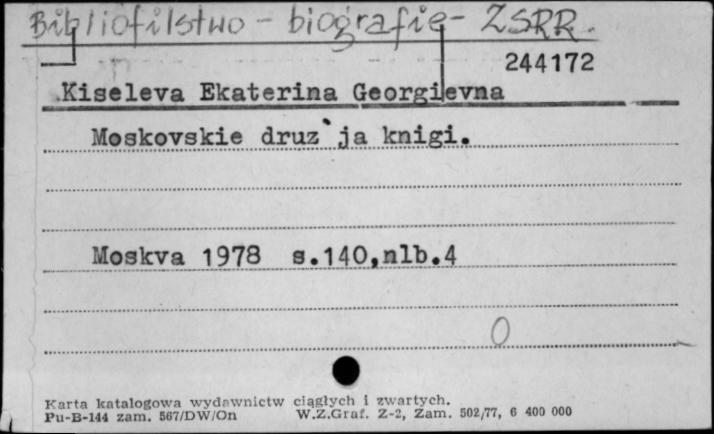 Bibliofilstwo - biografie - ZSRR.
244172
Kiseleva Ekaterina Georgievna
Moskovskie druz`ja knigi.
Moskva 1978 s.140,nlb.4
0
Karta katalogowa wydawnictw ciągłych i zwartych.
Pu-B-144 zam. 567/DW/On W.Z.Graf. Z-2, Zam. 502/77, 6 400 000